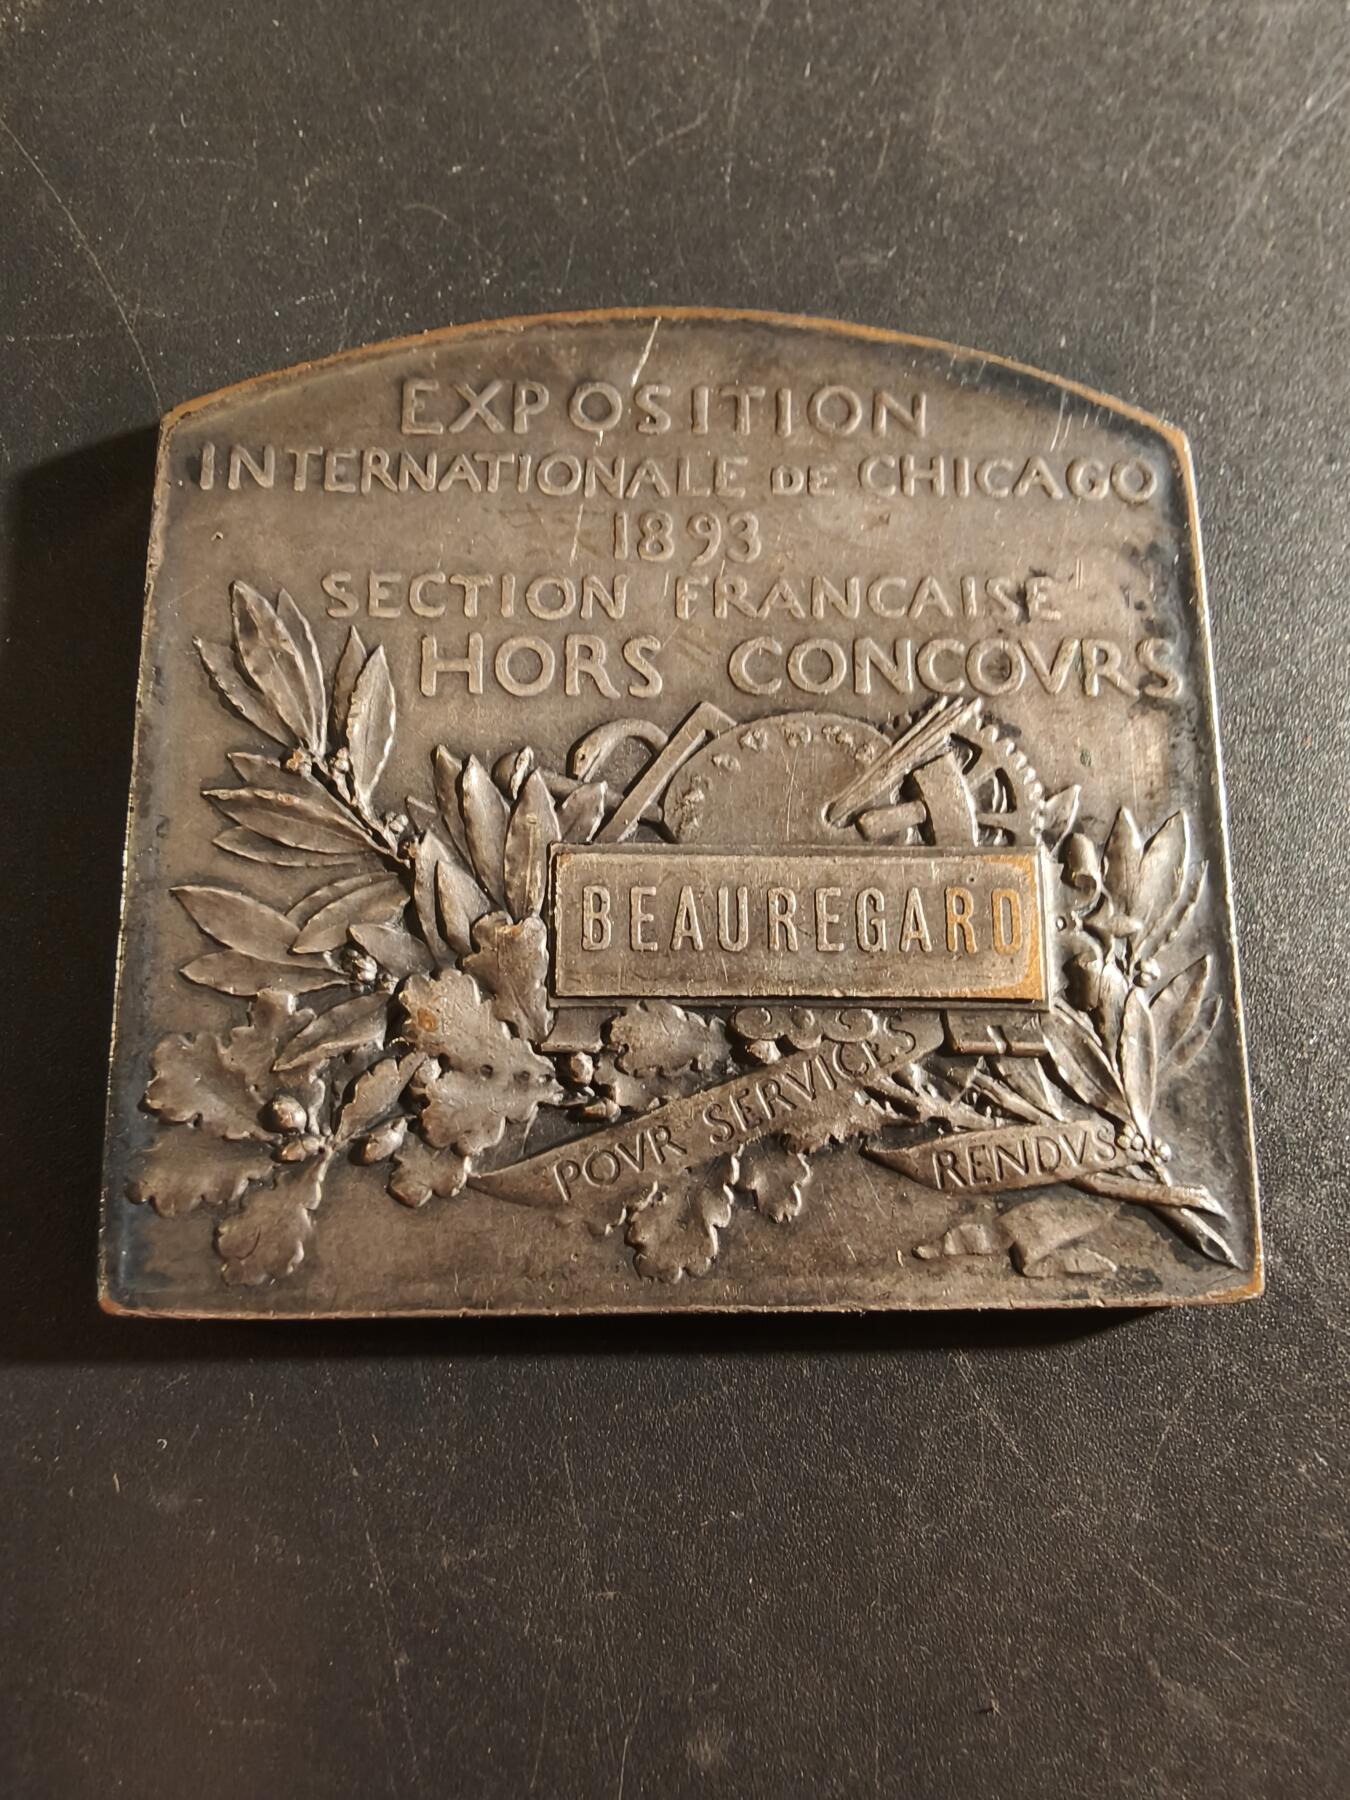 EXPOSITION
INTERNATIONALE DE CHICAGO
1893
SECTION FRANCAISE
HORS CONCOVRS
BEAUREGARD
POVR SERVICES
RENDVS